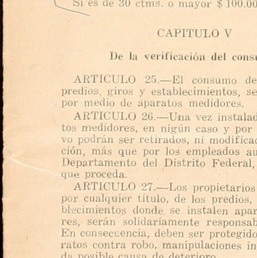 Si es de 30 ctms. o mayor $ 100.00
CAPITULO V
De la verificación del
ARTICULO 25.—El consumo de
predios, giros y establecimientos, se
por medio de aparatos medidores.
ARTICULO 26.—Una vez instalad
tos medidores, en nigún caso y por
vo podrán ser retirados, ni modifica
ción, más que por los empleados au
Departamento del Distrito Federal,
que proceda.
ARTICULO 27.—Los propietarios
por cualquier título, de los predios,
blecimientos donde se instalen apar
res, serán solidariamente responsab
En consecuencia, deben ser protegido
ratos contra robo, manipulaciones in
da posible causa de deterioro.